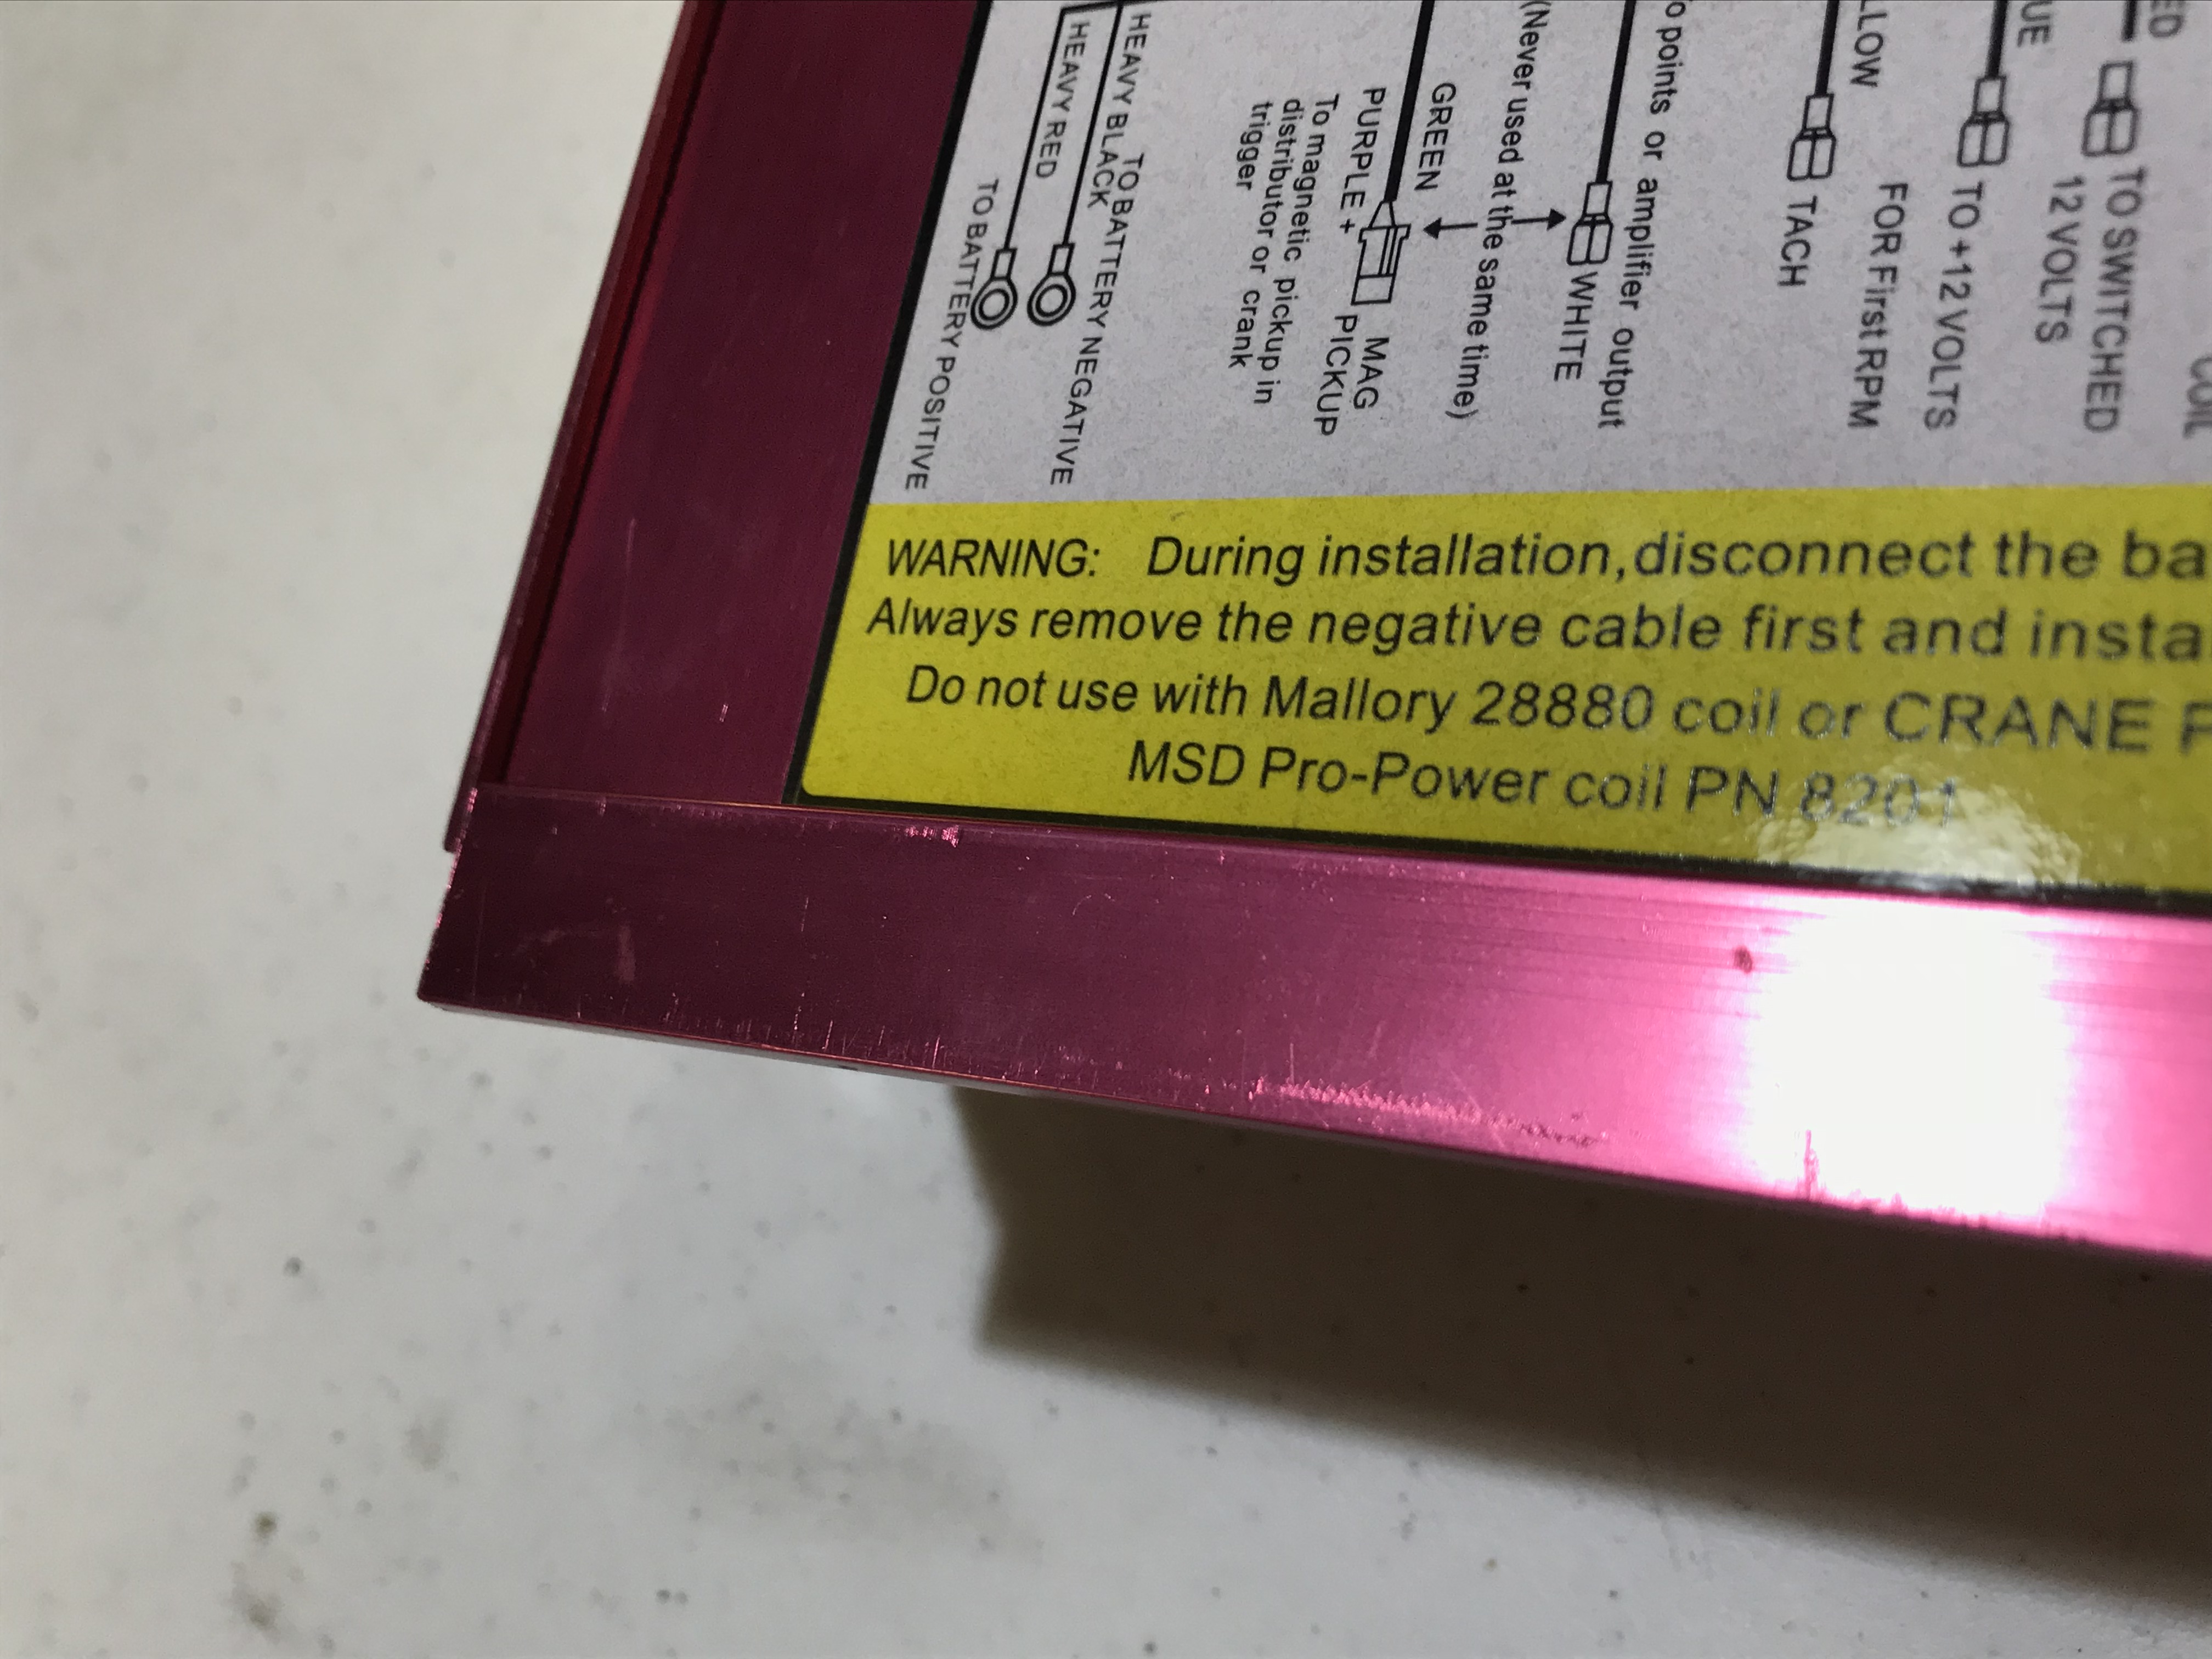 COIL
TO SWITCHED
12 VOLTS
TO +12 VOLTS
FOR First RPM
TACH
o points or amplifier output
WHITE
(Never used at the same time)
GREEN
PURPLE +
MAG
PICKUP
To magnetic pickup in
distributor or crank
trigger
HEAVY BLACK
TO BATTERY NEGATIVE
HEAVY RED
TO BATTERY POSITIVE
WARNING: During installation,disconnect the ba
Always remove the negative cable first and insta
Do not use with Mallory 28880 coil or CRANE
MSD Pro-Power coil PN 8201